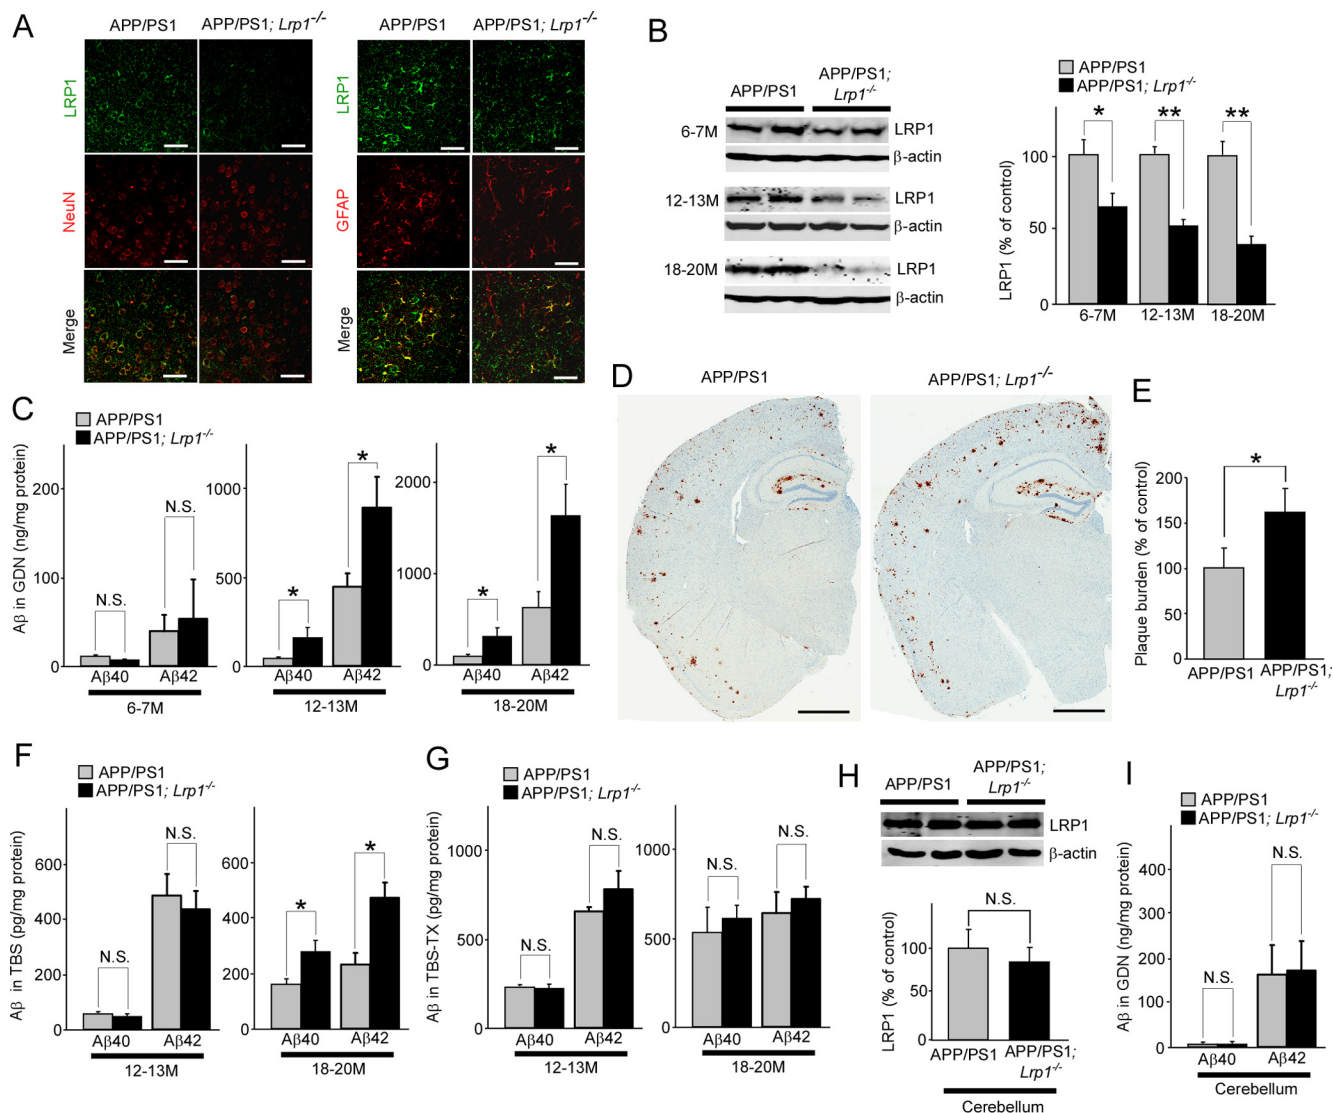 A
APP/PS1
APP/PS1; Lrp1-/-
APP/PS1
APP/PS1; Lrp1-/-
LRP1
NeuN
Merge
LRP1
GFAP
Merge
B
APP/PS1
APP/PS1;
Lrp1-/-
6-7M
LRP1
β-actin
12-13M
LRP1
β-actin
18-20M
LRP1
β-actin
APP/PS1
APP/PS1; Lrp1-/-
LRP1 (% of control)
100
50
0
*
**
**
6-7M
12-13M
18-20M
C
APP/PS1
APP/PS1; Lrp1-/-
Aβ in GDN (ng/mg protein)
200
100
0
N.S.
N.S.
Aβ40
Aβ42
6-7M
1000
500
0
*
*
Aβ40
Aβ42
12-13M
2000
1000
0
*
*
Aβ40
Aβ42
18-20M
D
APP/PS1
APP/PS1; Lrp1-/-
E
Plaque burden (% of control)
200
150
100
50
0
*
APP/PS1
APP/PS1;
Lrp1-/-
F
APP/PS1
APP/PS1; Lrp1-/-
Aβ in TBS (pg/mg protein)
600
400
200
0
N.S.
N.S.
Aβ40
Aβ42
12-13M
600
400
200
0
*
*
Aβ40
Aβ42
18-20M
G
APP/PS1
APP/PS1; Lrp1-/-
Aβ in TBS-TX (pg/mg protein)
1000
500
0
N.S.
N.S.
Aβ40
Aβ42
12-13M
1000
500
0
N.S.
N.S.
Aβ40
Aβ42
18-20M
H
APP/PS1
APP/PS1;
Lrp1-/-
LRP1
β-actin
LRP1 (% of control)
100
50
0
N.S.
APP/PS1
APP/PS1;
Lrp1-/-
Cerebellum
I
APP/PS1
APP/PS1; Lrp1-/-
Aβ in GDN (ng/mg protein)
400
300
200
100
0
N.S.
N.S.
Aβ40
Aβ42
Cerebellum